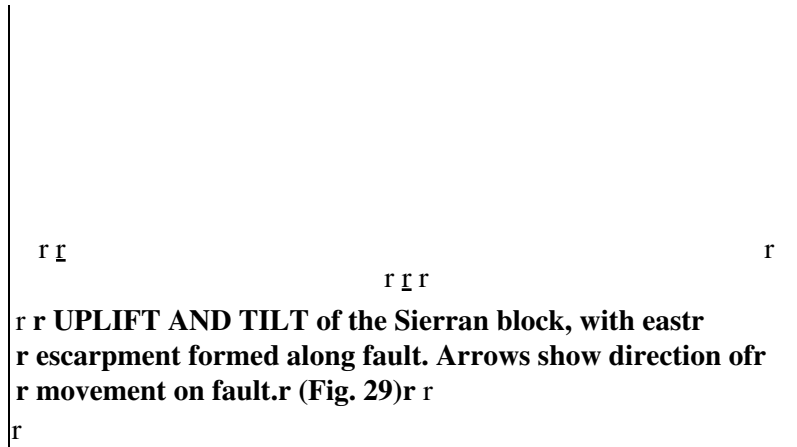 r r r
r r r
r r UPLIFT AND TILT of the Sierran block, with eastr
r escarpment formed along fault. Arrows show direction ofr
r movement on fault.r (Fig. 29)r r
r